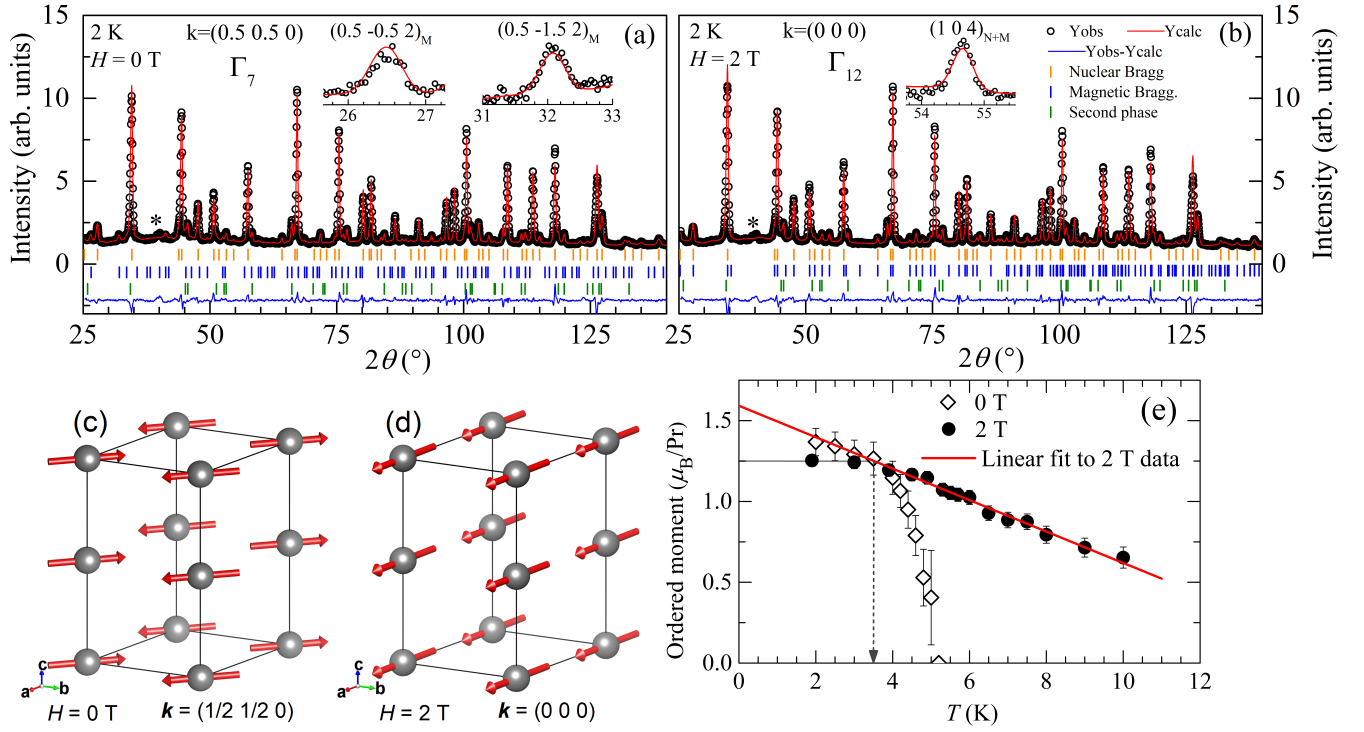 2 K
k=(0.5 0.5 0)
(0.5 -0.5 2)M
(0.5 -1.5 2)M
(a)
H = 0 T
Γ7
26
27
31
32
33
*
15
10
5
0
Intensity (arb. units)
25
50
75
100
125
2θ (°)
2 K
k=(0 0 0)
(1 0 4)N+M
Yobs
Ycalc
(b)
H = 2 T
Γ12
Yobs-Ycalc
Nuclear Bragg
Magnetic Bragg.
Second phase
54
55
*
15
10
5
0
Intensity (arb. units)
25
50
75
100
125
2θ (°)
(c)
c
a
b
H = 0 T
k = (1/2 1/2 0)
(d)
c
a
b
H = 2 T
k = (0 0 0)
(e)
0 T
2 T
Linear fit to 2 T data
1.5
1.0
0.5
0.0
Ordered moment (μB/Pr)
0
2
4
6
8
10
12
T (K)